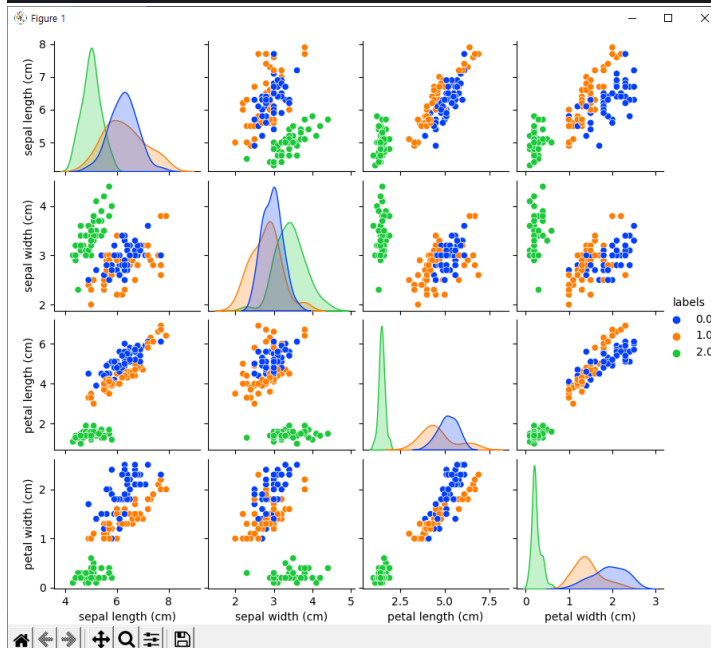 Figure 1
8
7
6
5
sepal length (cm)
4
3
2
sepal width (cm)
labels
0.0
1.0
2.0
6
4
2
petal length (cm)
2
1
0
petal width (cm)
4 6 8
2 3 4 5
2.5 5.0 7.5
0 1 2 3
sepal length (cm)
sepal width (cm)
petal length (cm)
petal width (cm)